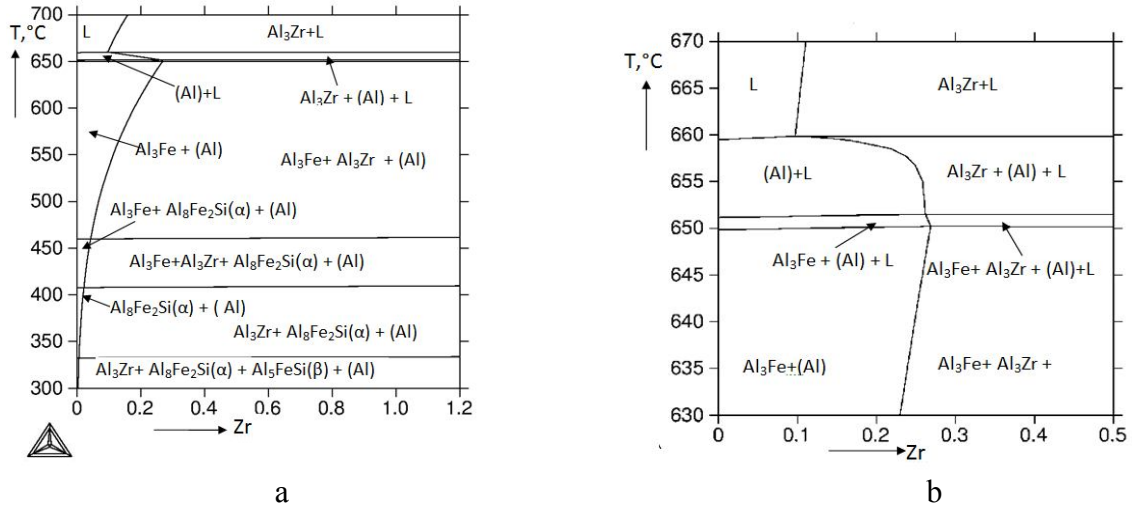 T,°C
700
650
600
550
500
450
400
350
300
L
Al₃Zr+L
(Al)+L
Al₃Zr + (Al) + L
Al₃Fe + (Al)
Al₃Fe+ Al₃Zr + (Al)
Al₃Fe+ Al₈Fe₂Si(α) + (Al)
Al₃Fe+Al₃Zr+ Al₈Fe₂Si(α) + (Al)
Al₈Fe₂Si(α) + ( Al)
Al₃Zr+ Al₈Fe₂Si(α) + (Al)
Al₃Zr+ Al₈Fe₂Si(α) + Al₅FeSi(β) + (Al)
0 0.2 0.4 0.6 0.8 1.0 1.2
Zr
a
T,°C
670
665
660
655
650
645
640
635
630
L
Al₃Zr+L
(Al)+L
Al₃Zr + (Al) + L
Al₃Fe + (Al) + L
Al₃Fe+ Al₃Zr + (Al)+L
Al₃Fe+(Al)
Al₃Fe+ Al₃Zr +
0 0.1 0.2 0.3 0.4 0.5
Zr
b